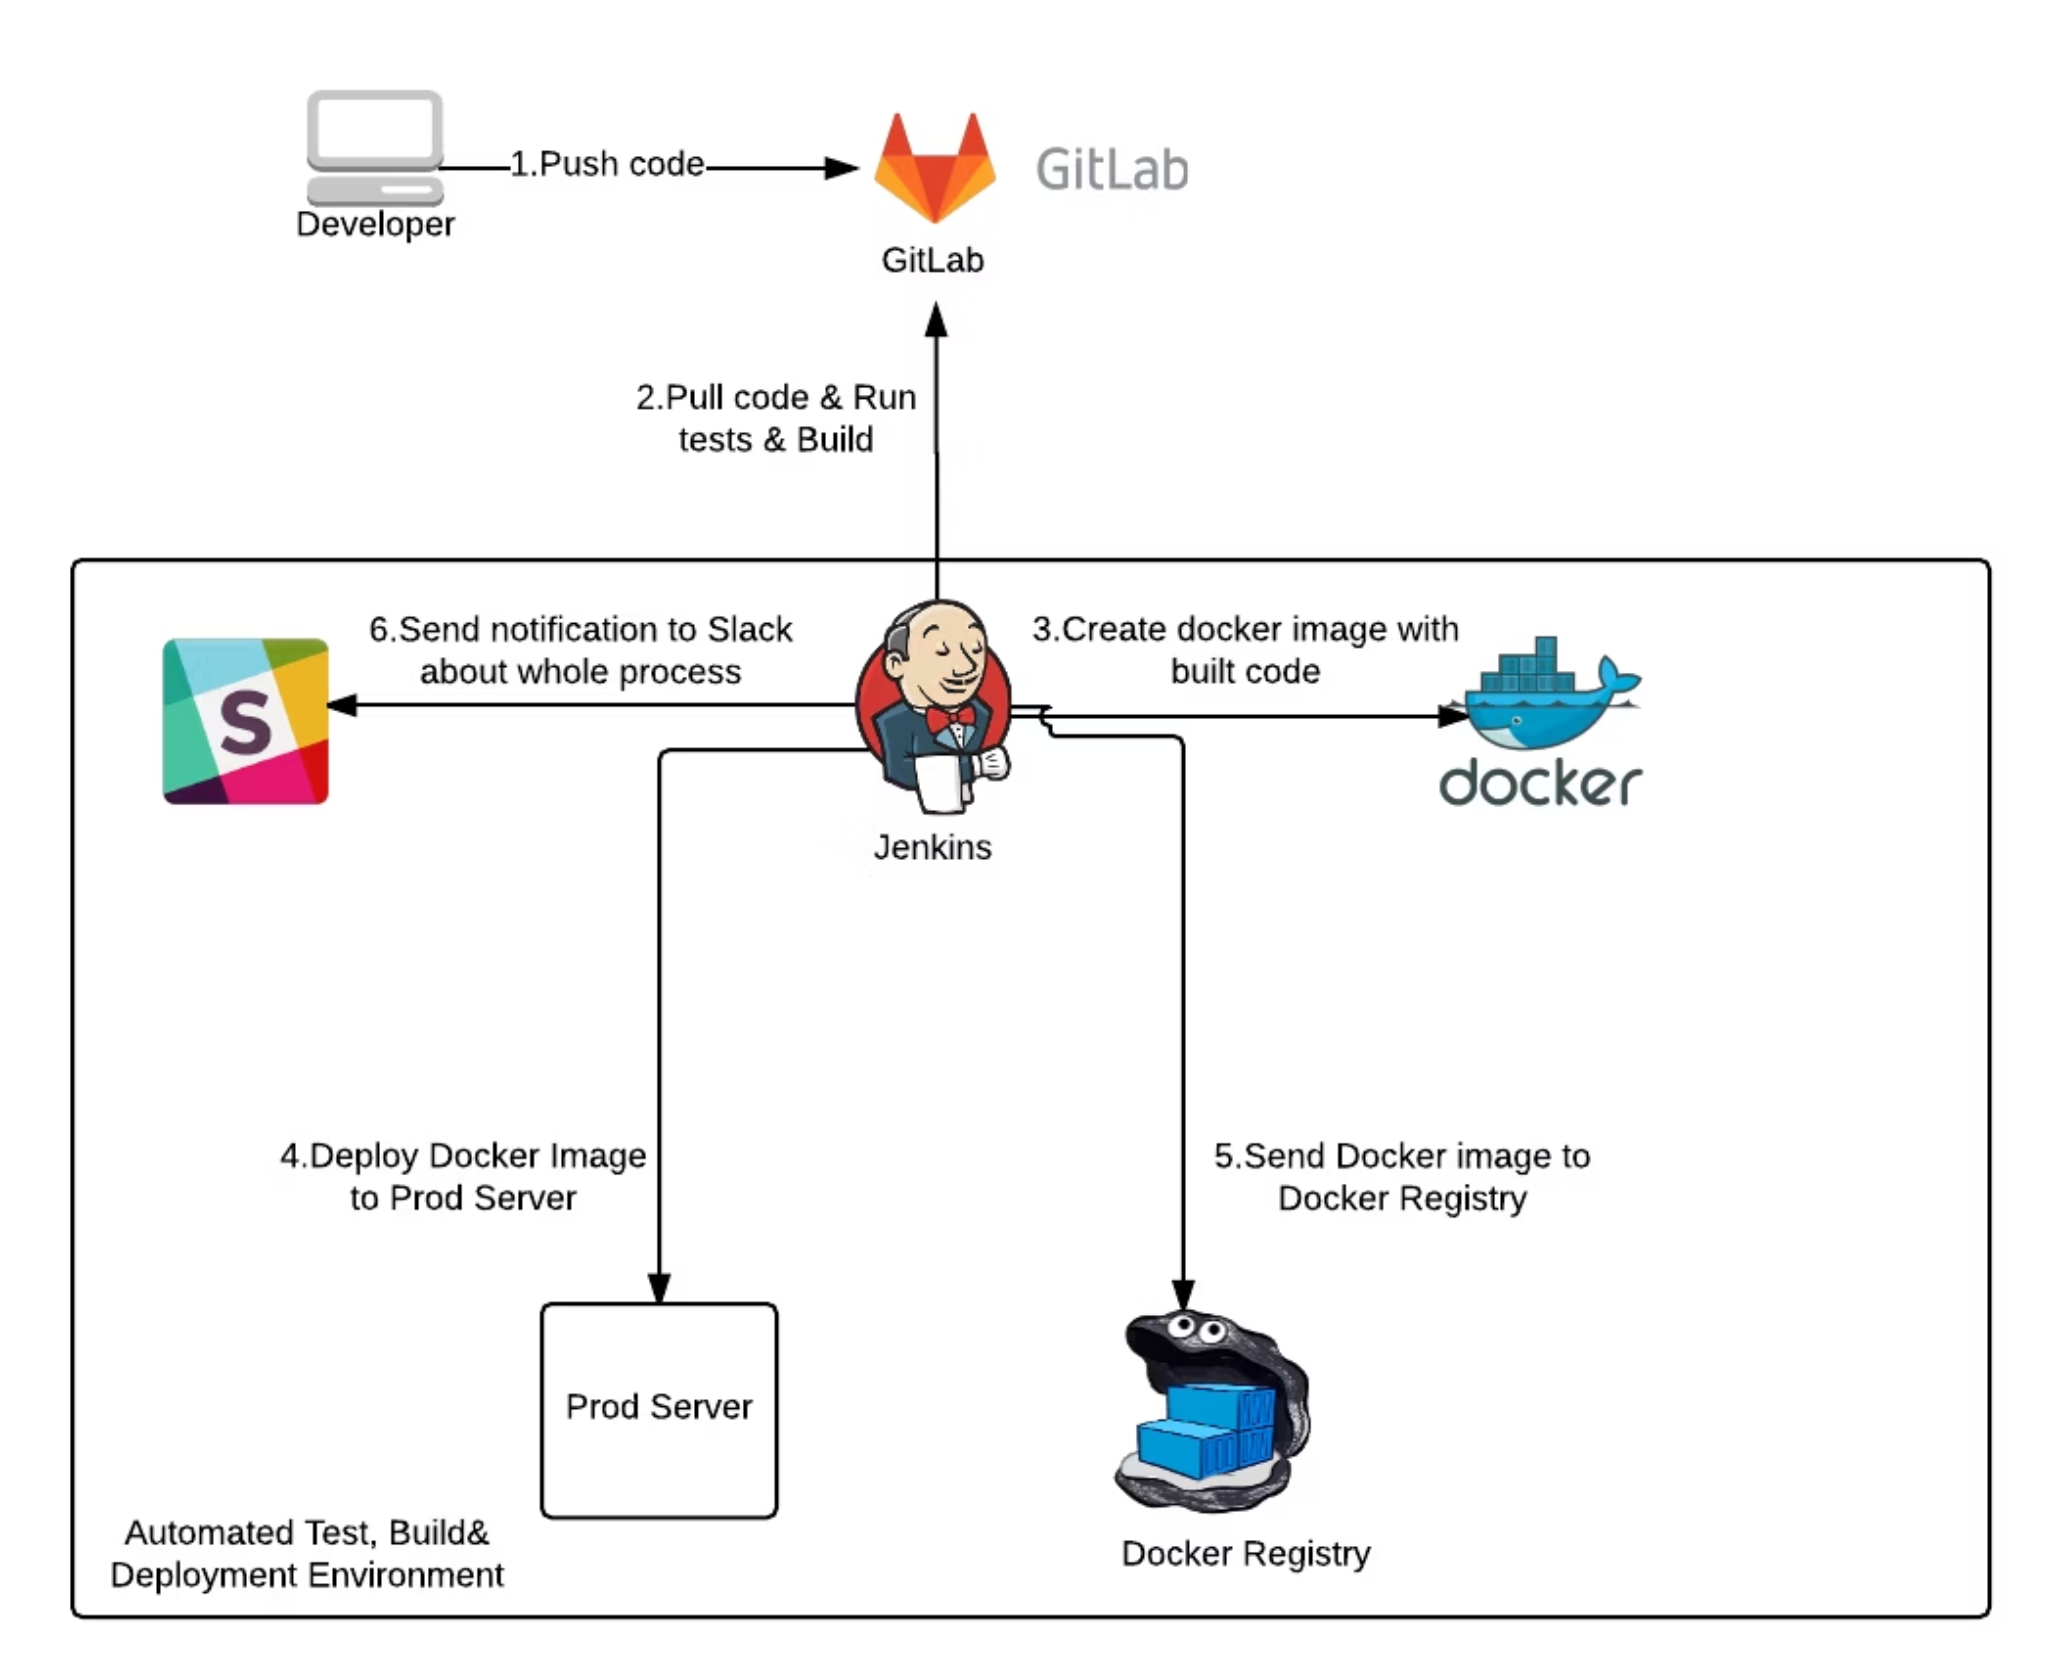 1.Push code
Developer
GitLab
GitLab
2.Pull code & Run
tests & Build
6.Send notification to Slack
about whole process
3.Create docker image with
built code
S
docker
Jenkins
4.Deploy Docker Image
to Prod Server
5.Send Docker image to
Docker Registry
Prod Server
Automated Test, Build&
Deployment Environment
Docker Registry